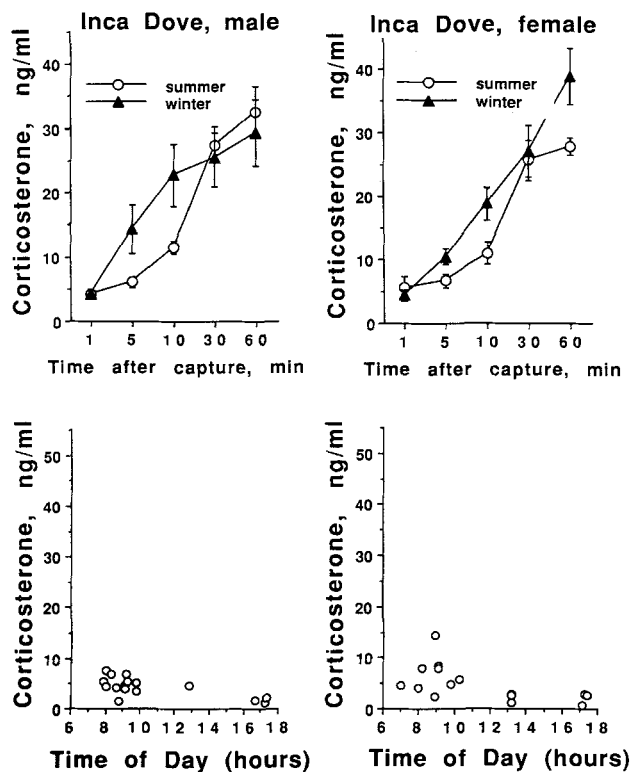 Inca Dove, male
Corticosterone, ng/ml
40
30
20
10
0
summer
winter
1 5 10 30 60
Time after capture, min
Inca Dove, female
Corticosterone, ng/ml
40
30
20
10
0
summer
winter
1 5 10 30 60
Time after capture, min
Corticosterone, ng/ml
50
40
30
20
10
0
6 8 10 12 14 16 18
Time of Day (hours)
Corticosterone, ng/ml
50
40
30
20
10
0
6 8 10 12 14 16 18
Time of Day (hours)